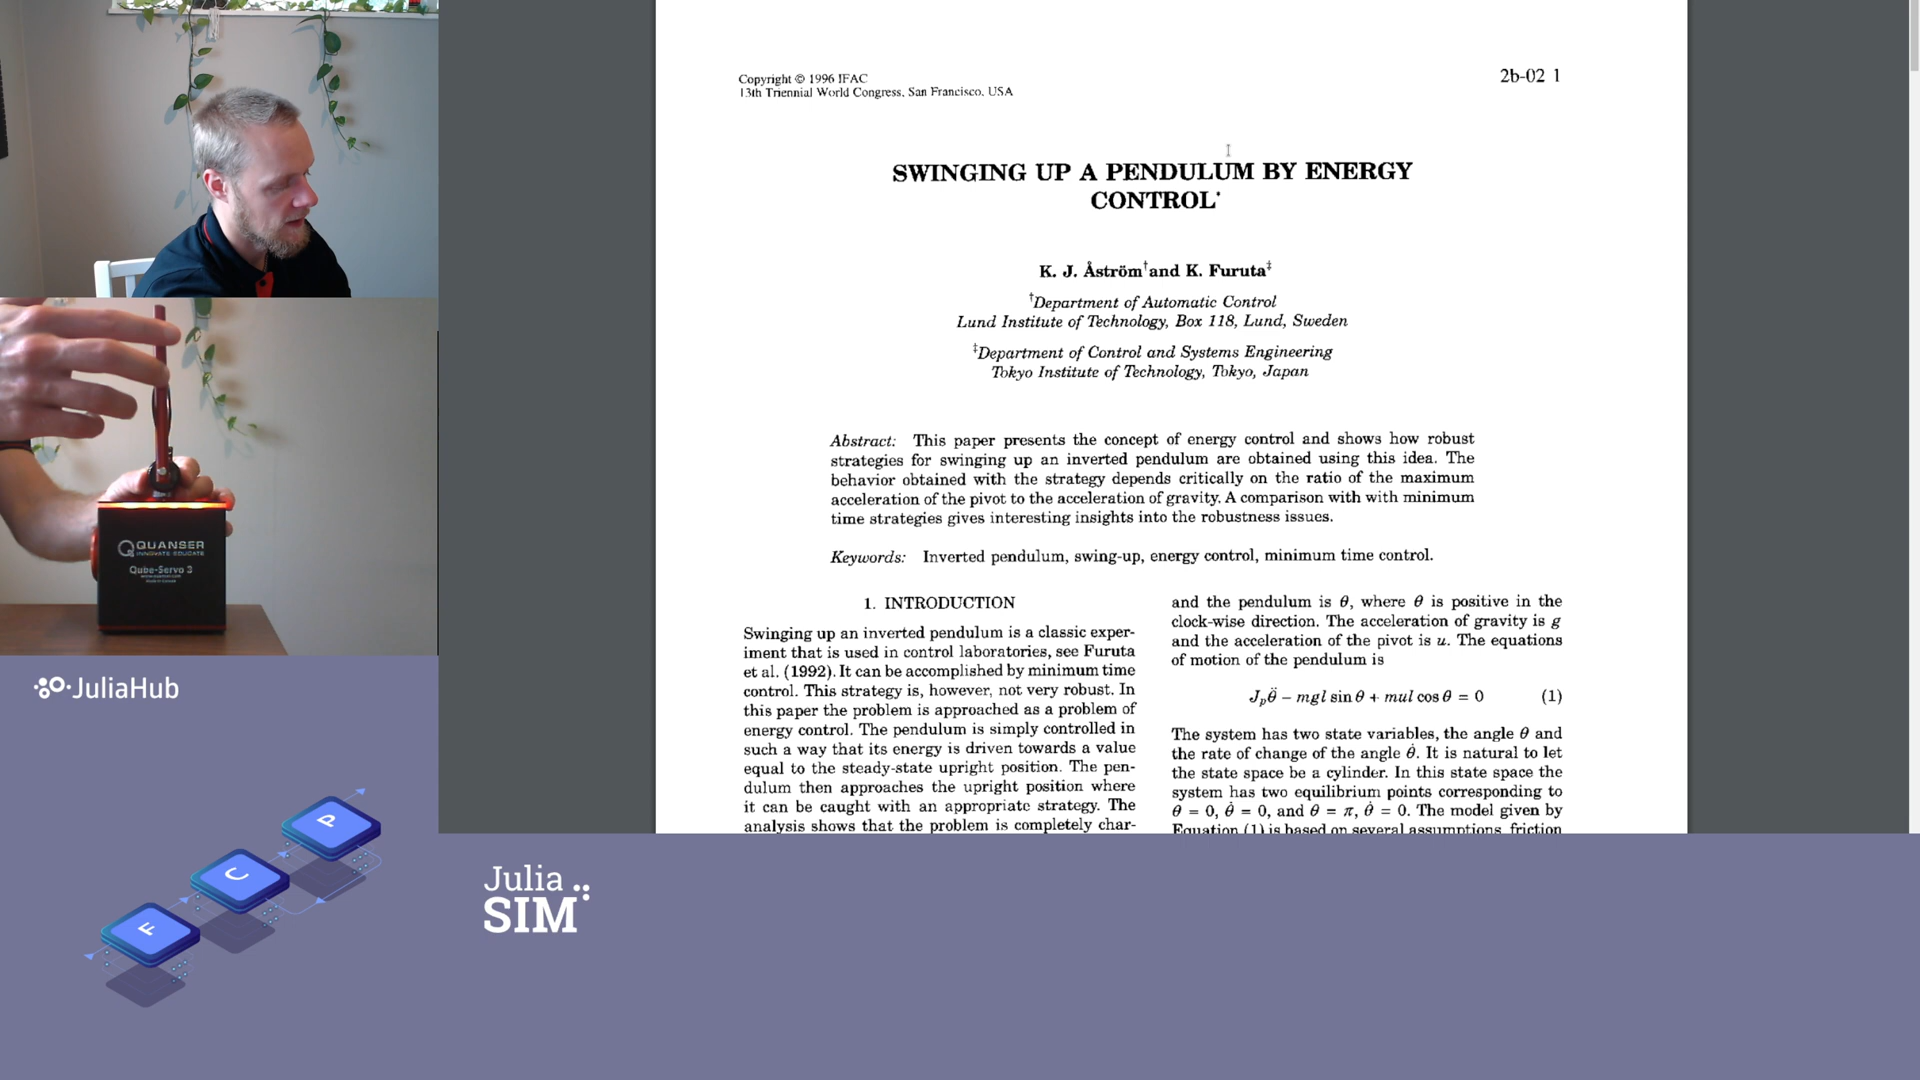 Copyright © 1996 IFAC
13th Triennial World Congress, San Francisco, USA
2b-02 1
SWINGING UP A PENDULUM BY ENERGY
CONTROL*
K. J. Åström† and K. Furuta‡
†Department of Automatic Control
Lund Institute of Technology, Box 118, Lund, Sweden
‡Department of Control and Systems Engineering
Tokyo Institute of Technology, Tokyo, Japan
Abstract: This paper presents the concept of energy control and shows how robust
strategies for swinging up an inverted pendulum are obtained using this idea. The
behavior obtained with the strategy depends critically on the ratio of the maximum
acceleration of the pivot to the acceleration of gravity. A comparison with with minimum
time strategies gives interesting insights into the robustness issues.
Keywords: Inverted pendulum, swing-up, energy control, minimum time control.
1. INTRODUCTION
Swinging up an inverted pendulum is a classic exper-
iment that is used in control laboratories, see Furuta
et al. (1992). It can be accomplished by minimum time
control. This strategy is, however, not very robust. In
this paper the problem is approached as a problem of
energy control. The pendulum is simply controlled in
such a way that its energy is driven towards a value
equal to the steady-state upright position. The pen-
dulum then approaches the upright position where
it can be caught with an appropriate strategy. The
analysis shows that the problem is completely char-
and the pendulum is θ, where θ is positive in the
clock-wise direction. The acceleration of gravity is g
and the acceleration of the pivot is u. The equations
of motion of the pendulum is
Jpθ̈ − mgl sin θ + mul cos θ = 0 (1)
The system has two state variables, the angle θ and
the rate of change of the angle θ̇. It is natural to let
the state space be a cylinder. In this state space the
system has two equilibrium points corresponding to
θ = 0, θ̇ = 0, and θ = π, θ̇ = 0. The model given by
Equation (1) is based on several assumptions, friction
QUANSER
INNOVATE EDUCATE
Qube-Servo 3
JuliaHub
P
C
F
Julia
SIM